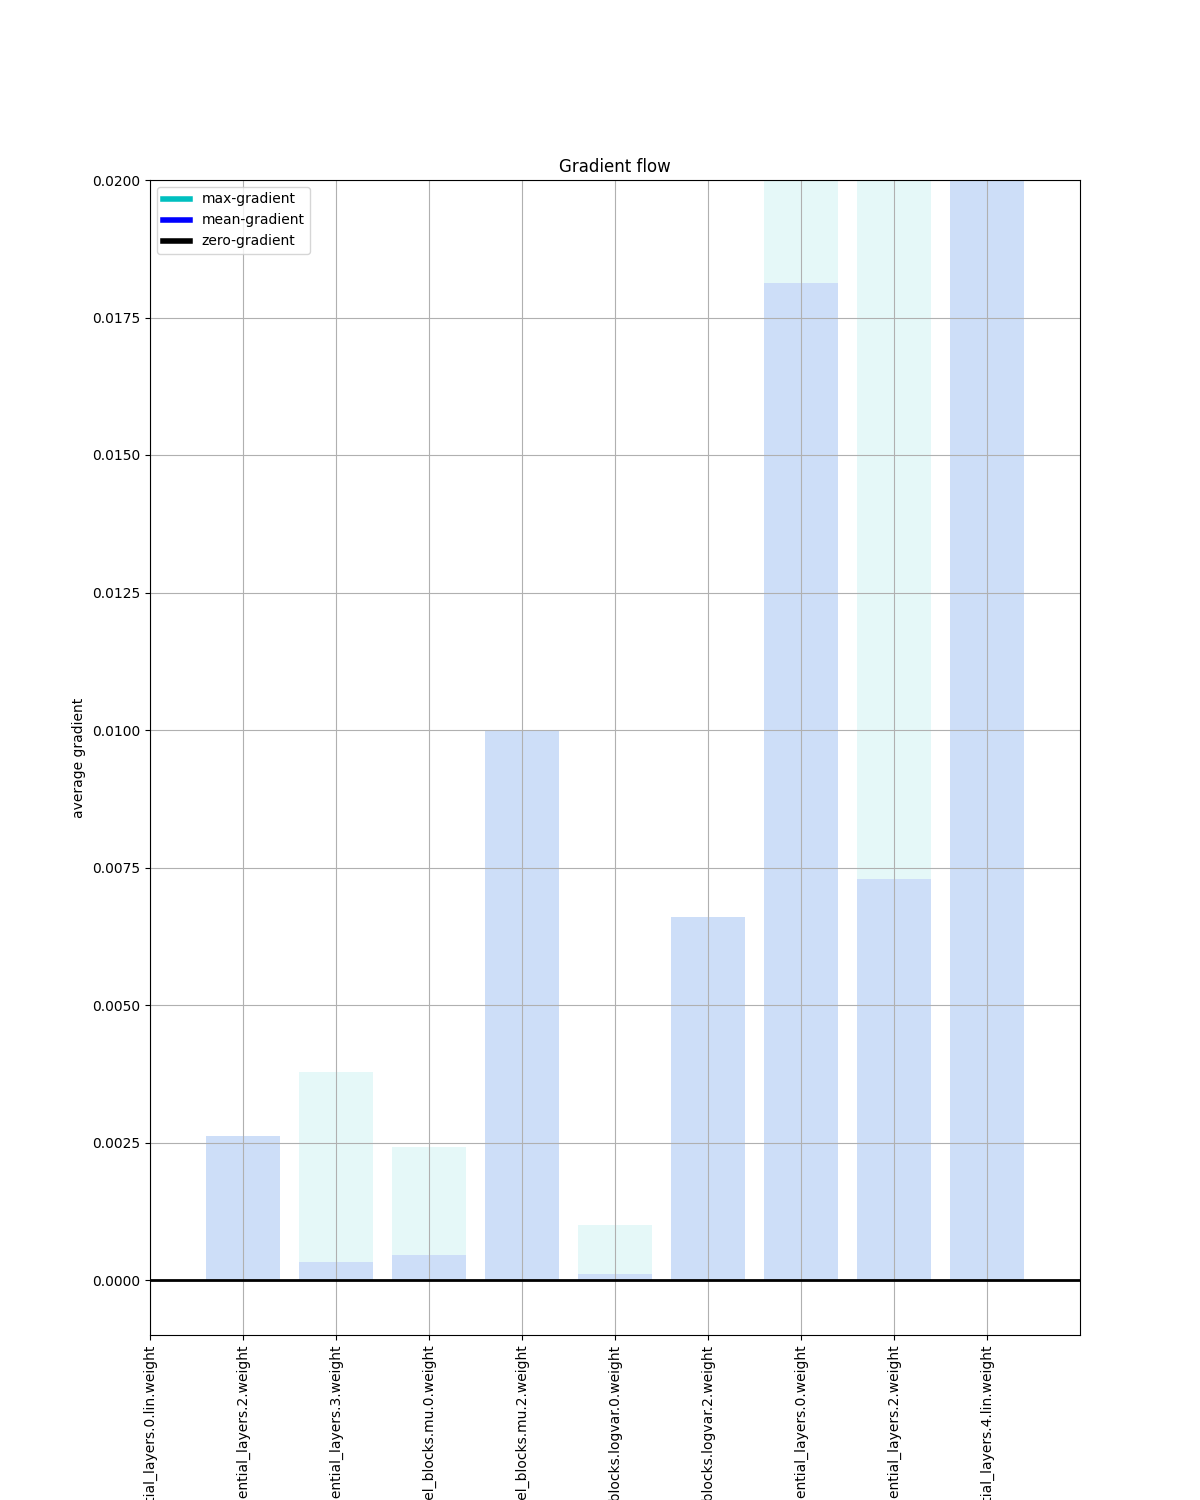 Gradient flow
max-gradient
mean-gradient
zero-gradient
0.0200
0.0175
0.0150
0.0125
0.0100
0.0075
0.0050
0.0025
0.0000
average gradient
tial_layers.0.lin.weight
ential_layers.2.weight
ential_layers.3.weight
el_blocks.mu.0.weight
el_blocks.mu.2.weight
blocks.logvar.0.weight
blocks.logvar.2.weight
ential_layers.0.weight
ential_layers.2.weight
tial_layers.4.lin.weight